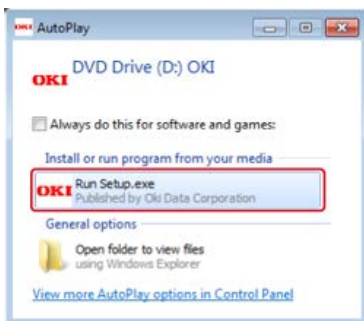 OKI AutoPlay
DVD Drive (D:) OKI
OKI
Always do this for software and games:
Install or run program from your media
OKI Run Setup.exe
Published by Oki Data Corporation
General options
Open folder to view files
using Windows Explorer
View more AutoPlay options in Control Panel